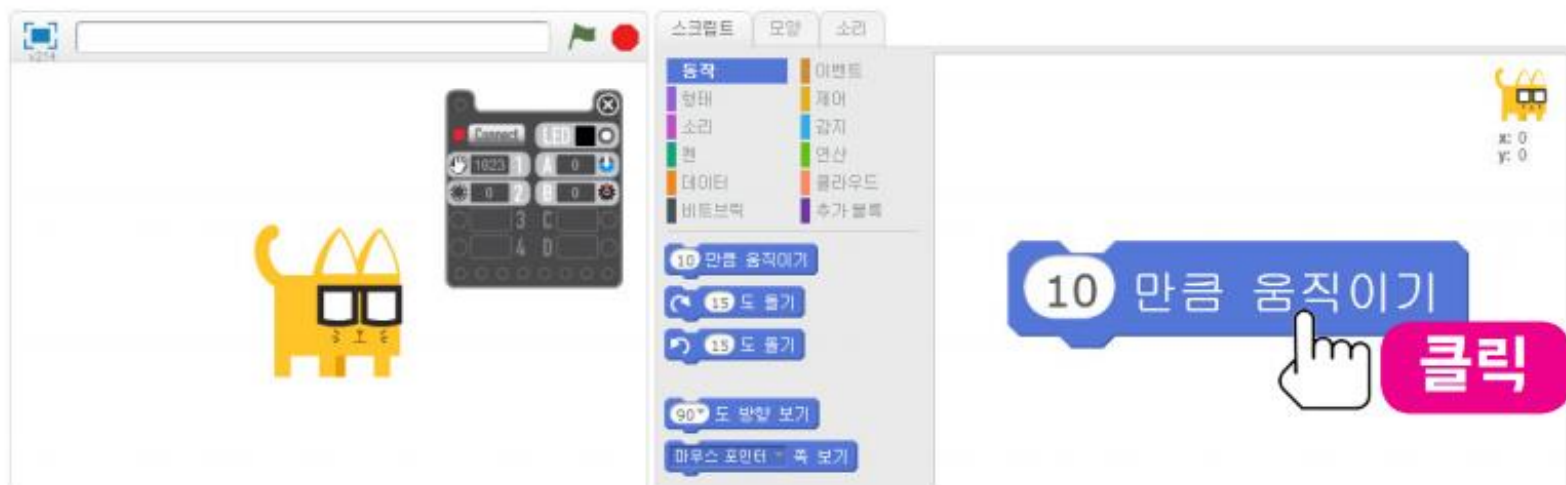 v214
Connect
LED
1023 1 A 0
0 2 B 0
3 C
4 D
스크립트 모양 소리
동작 이벤트
형태 제어
소리 감지
펜 연산
데이터 클라우드
비트브릭 추가 블록
10 만큼 움직이기
15 도 돌기
15 도 돌기
90 도 방향 보기
마우스 포인터 쪽 보기
x: 0
y: 0
10 만큼 움직이기
클릭